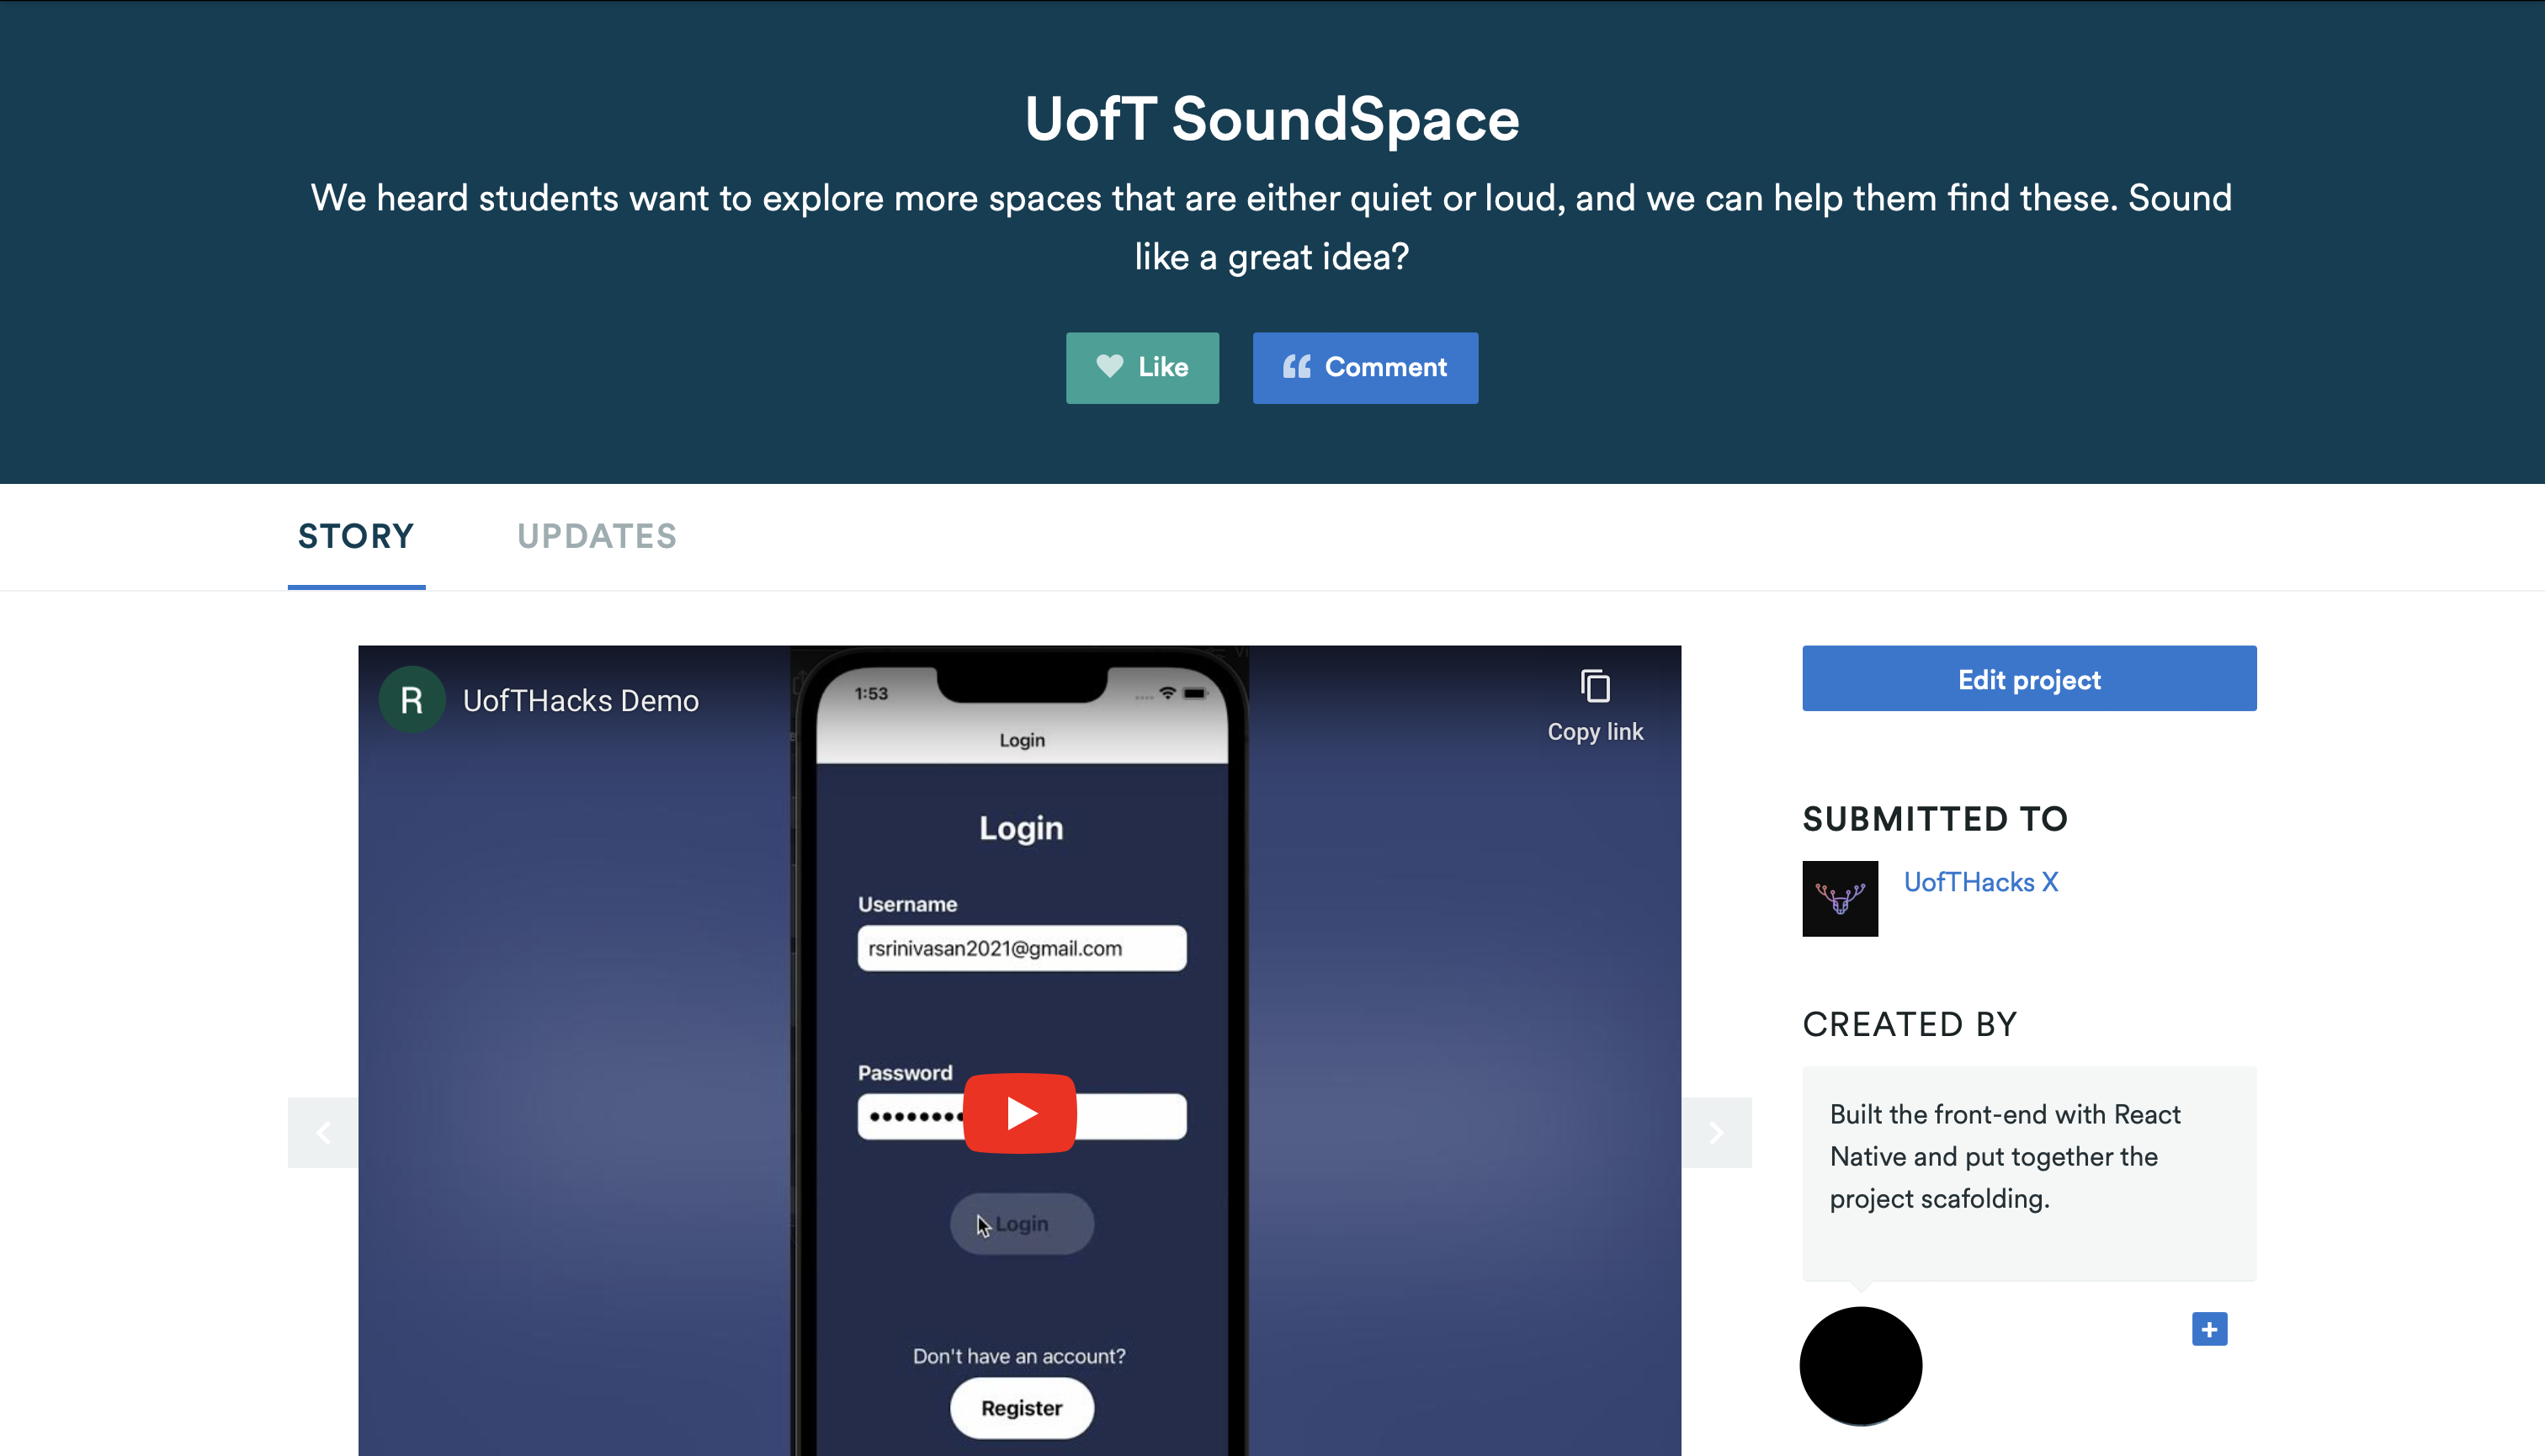 UofT SoundSpace
We heard students want to explore more spaces that are either quiet or loud, and we can help them find these. Sound
like a great idea?
Like
Comment
STORY
UPDATES
R
UofTHacks Demo
Copy link
1:53
Login
Login
Username
rsrinivasan2021@gmail.com
Password
Login
Don't have an account?
Register
Edit project
SUBMITTED TO
UofTHacks X
CREATED BY
Built the front-end with React
Native and put together the
project scafolding.